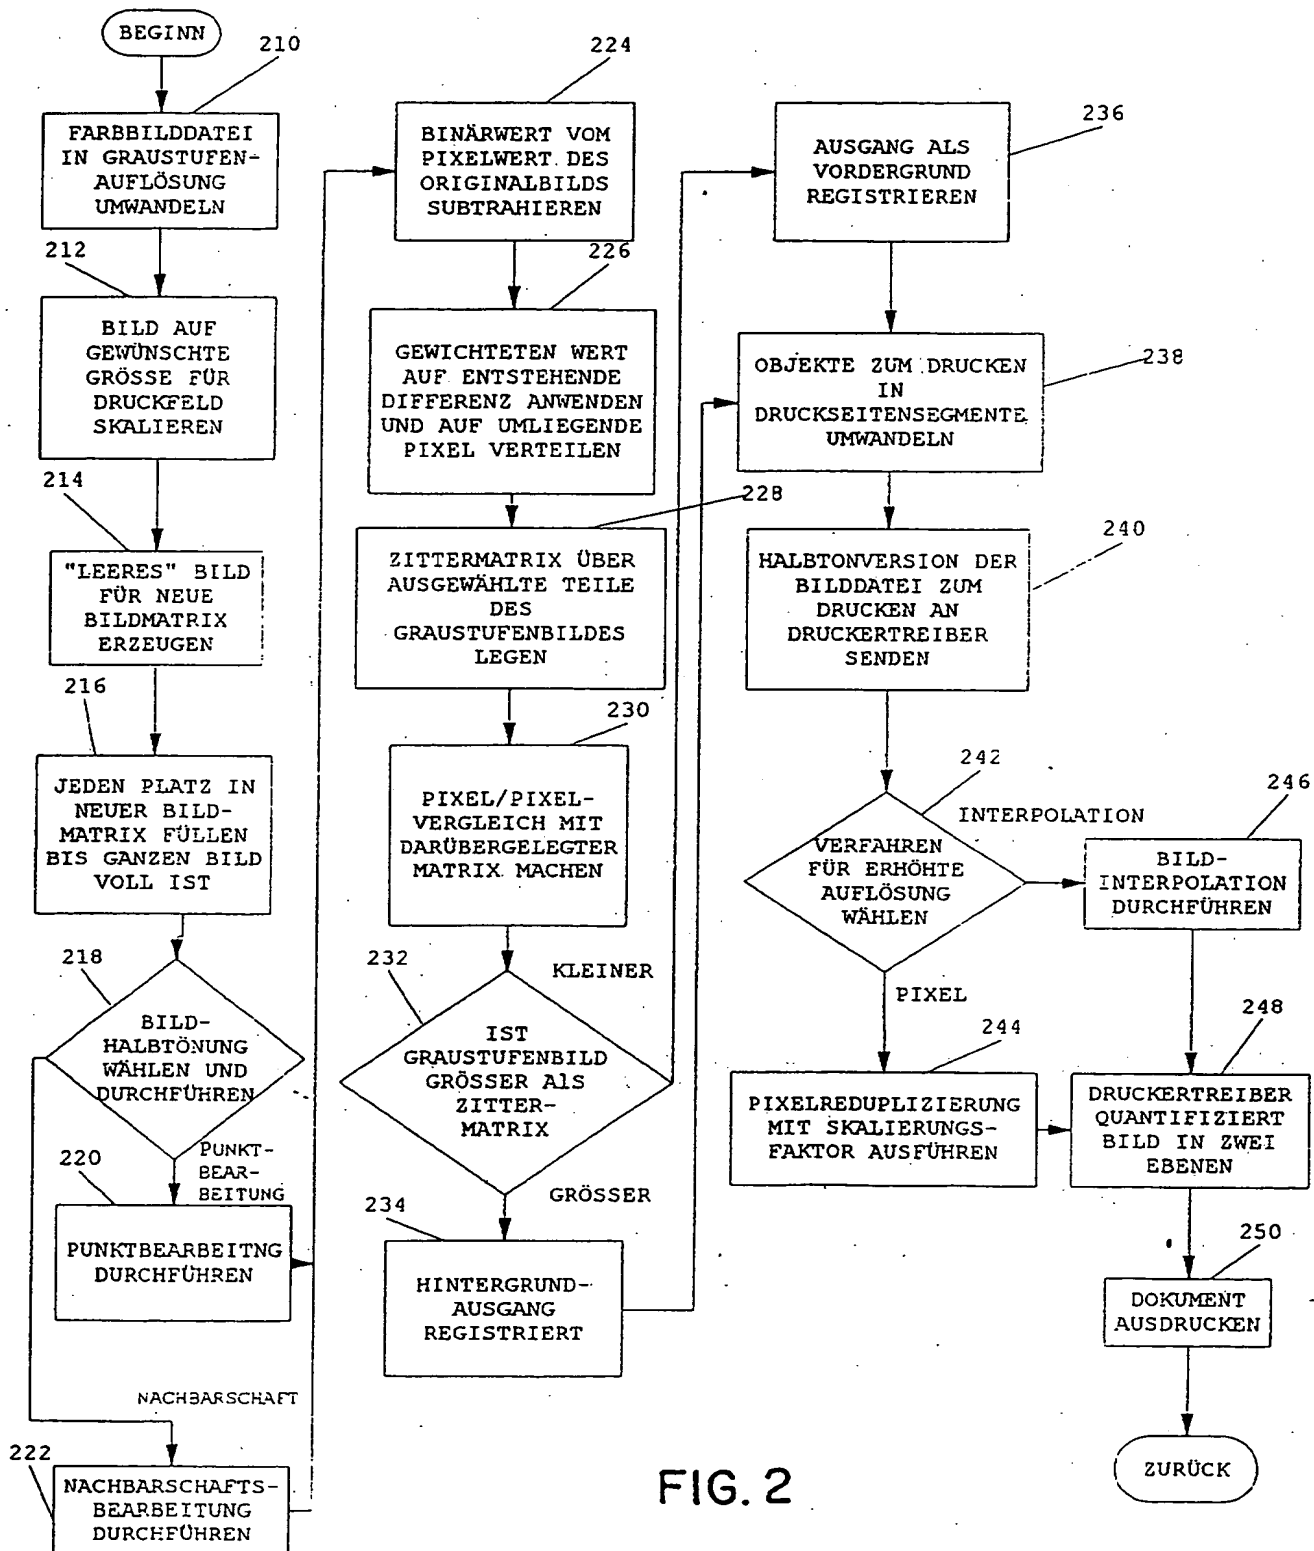 BEGINN
210
FARBBILDDATEI
IN GRAUSTUFEN-
AUFLÖSUNG
UMWANDELN
212
BILD AUF
GEWÜNSCHTE
GRÖSSE FÜR
DRUCKFELD
SKALIEREN
214
"LEERES" BILD
FÜR NEUE
BILDMATRIX
ERZEUGEN
216
JEDEN PLATZ IN
NEUER BILD-
MATRIX FÜLLEN
BIS GANZEN BILD
VOLL IST
218
BILD-
HALBTÖNUNG
WÄHLEN UND
DURCHFÜHREN
PUNKT-
BEAR-
BEITUNG
220
PUNKTBEARBEITNG
DURCHFÜHREN
NACHBARSCHAFT
222
NACHBARSCHAFTS-
BEARBEITUNG
DURCHFÜHREN
224
BINÄRWERT VOM
PIXELWERT DES
ORIGINALBILDS
SUBTRAHIEREN
226
GEWICHTETEN WERT
AUF ENTSTEHENDE
DIFFERENZ ANWENDEN
UND AUF UMLIEGENDE
PIXEL VERTEILEN
228
ZITTERMATRIX ÜBER
AUSGEWÄHLTE TEILE
DES
GRAUSTUFENBILDES
LEGEN
230
PIXEL/PIXEL-
VERGLEICH MIT
DARÜBERGELEGTER
MATRIX MACHEN
232
KLEINER
IST
GRAUSTUFENBILD
GRÖSSER AlS
ZITTER-
MATRIX
GRÖSSER
234
HINTERGRUND-
AUSGANG
REGISTRIERT
236
AUSGANG ALS
VORDERGRUND
REGISTRIEREN
238
OBJEKTE ZUM DRUCKEN
IN
DRUCKSEITENSEGMENTE
UMWANDELN
240
HALBTONVERSION DER
BILDDATEI ZUM
DRUCKEN AN
DRUCKERTREIBER
SENDEN
242
INTERPOLATION
VERFAHREN
FÜR ERHÖHTE
AUFLÖSUNG
WÄHLEN
PIXEL
244
PIXELREDUPLIZIERUNG
MIT SKALIERUNGS-
FAKTOR AUSFÜHREN
246
BILD-
INTERPOLATION
DURCHFÜHREN
248
DRUCKERTREIBER
QUANTIFIZIERT
BILD IN ZWEI
EBENEN
250
DOKUMENT
AUSDRUCKEN
ZURÜCK
FIG. 2